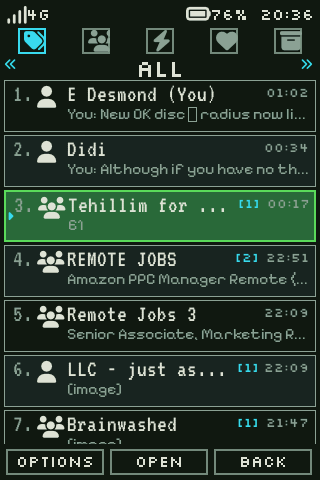 4G 76% 20:36
« »
ALL
1. E Desmond (You) 01:02
You: New OK disc▯radius now li...
2. Didi 00:34
You: Although if you have no th...
3. Tehillim for ... [1] 00:17
61
4. REMOTE JOBS [2] 22:51
Amazon PPC Manager Remote (...
5. Remote Jobs 3 22:09
Senior Associate, Marketing R...
6. LLC - just as... [1] 22:09
(image)
7. Brainwashed [1] 21:47
(image)
OPTIONS OPEN BACK